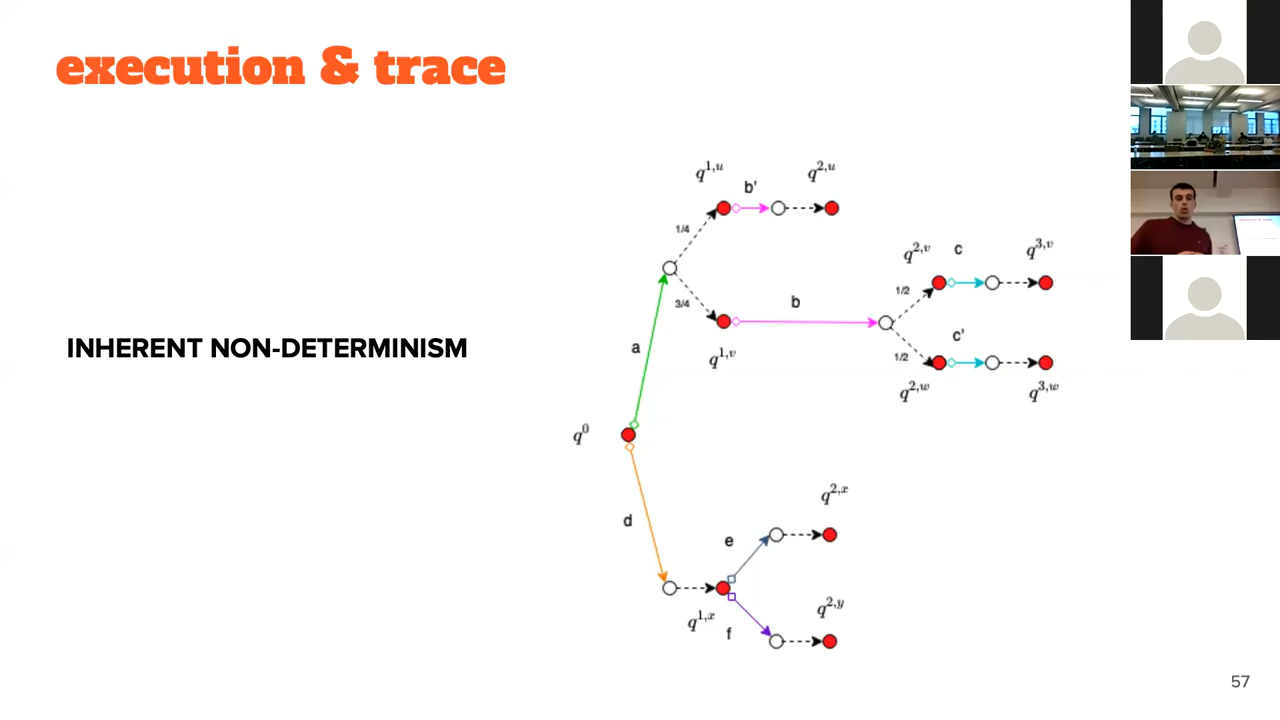 execution & trace
INHERENT NON-DETERMINISM
q^{1,u}
b'
q^{2,u}
1/4
3/4
a
q^{1,v}
b
q^{2,v}
c
q^{3,v}
1/2
1/2
c'
q^{2,w}
q^{3,w}
q^0
d
q^{1,x}
e
q^{2,x}
f
q^{2,y}
57